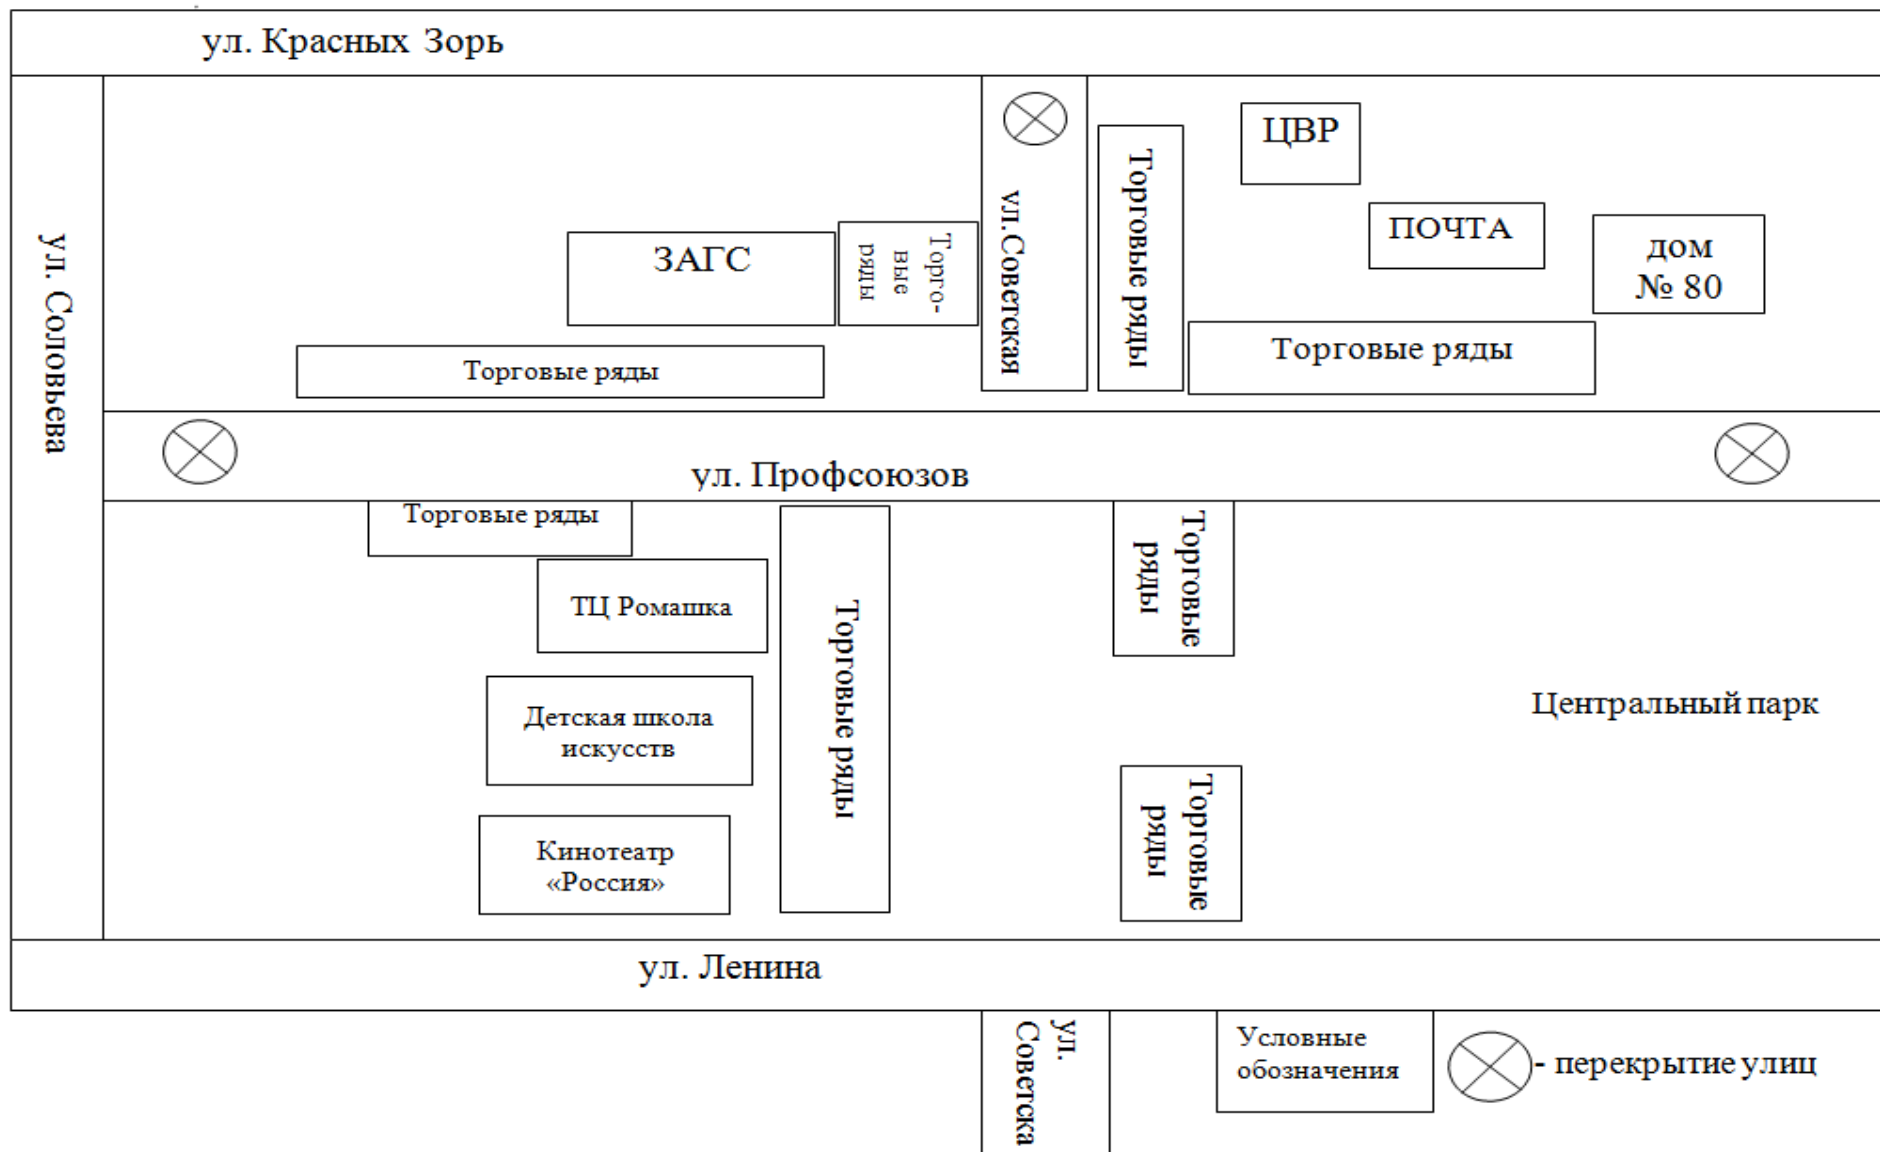 ул. Красных Зорь
ЦВР
ул. Соловьева
ЗАГС
Торго-
вые
ряды
ул. Советская
Торговые ряды
ПОЧТА
дом
№ 80
Торговые ряды
Торговые ряды
ул. Профсоюзов
Торговые ряды
ТЦ Ромашка
Детская школа
искусств
Кинотеатр
«Россия»
Торговые ряды
Торговые
ряды
Центральный парк
Торговые
ряды
ул. Ленина
ул.
Советска
Условные
обозначения
- перекрытие улиц